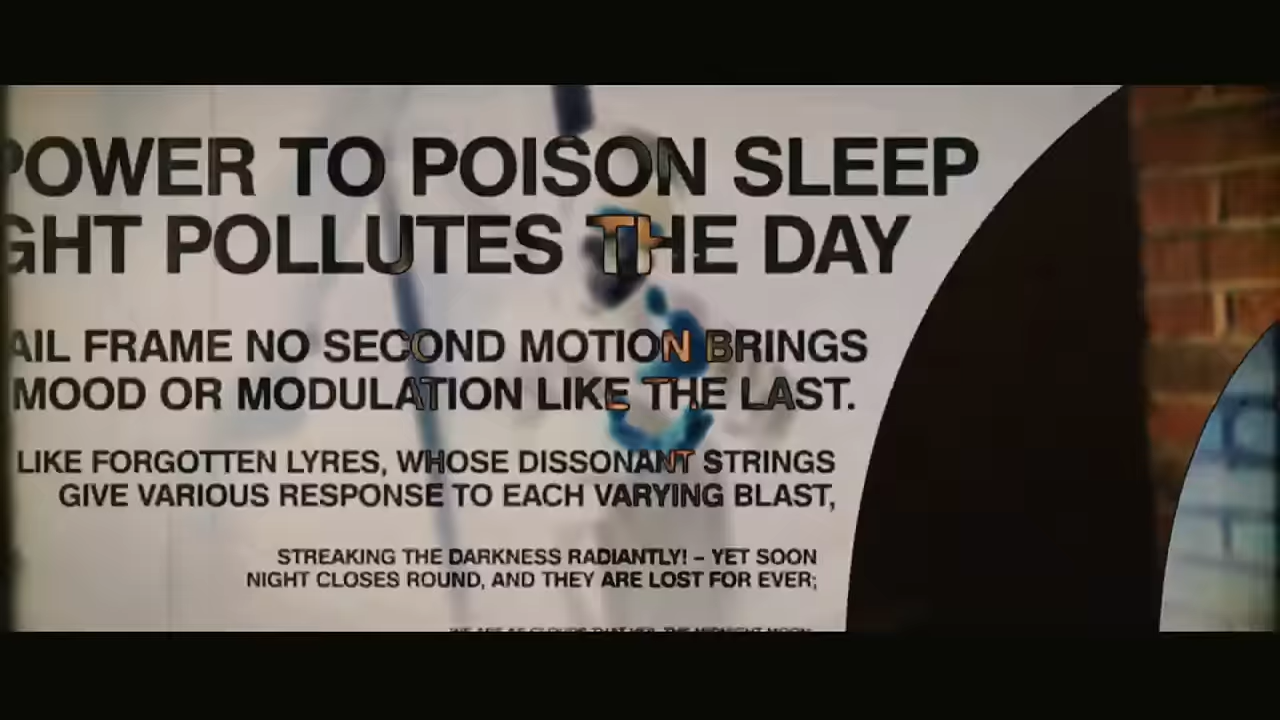 POWER TO POISON SLEEP
GHT POLLUTES THE DAY
AIL FRAME NO SECOND MOTION BRINGS
MOOD OR MODULATION LIKE THE LAST.
LIKE FORGOTTEN LYRES, WHOSE DISSONANT STRINGS
GIVE VARIOUS RESPONSE TO EACH VARYING BLAST,
STREAKING THE DARKNESS RADIANTLY! – YET SOON
NIGHT CLOSES ROUND, AND THEY ARE LOST FOR EVER;